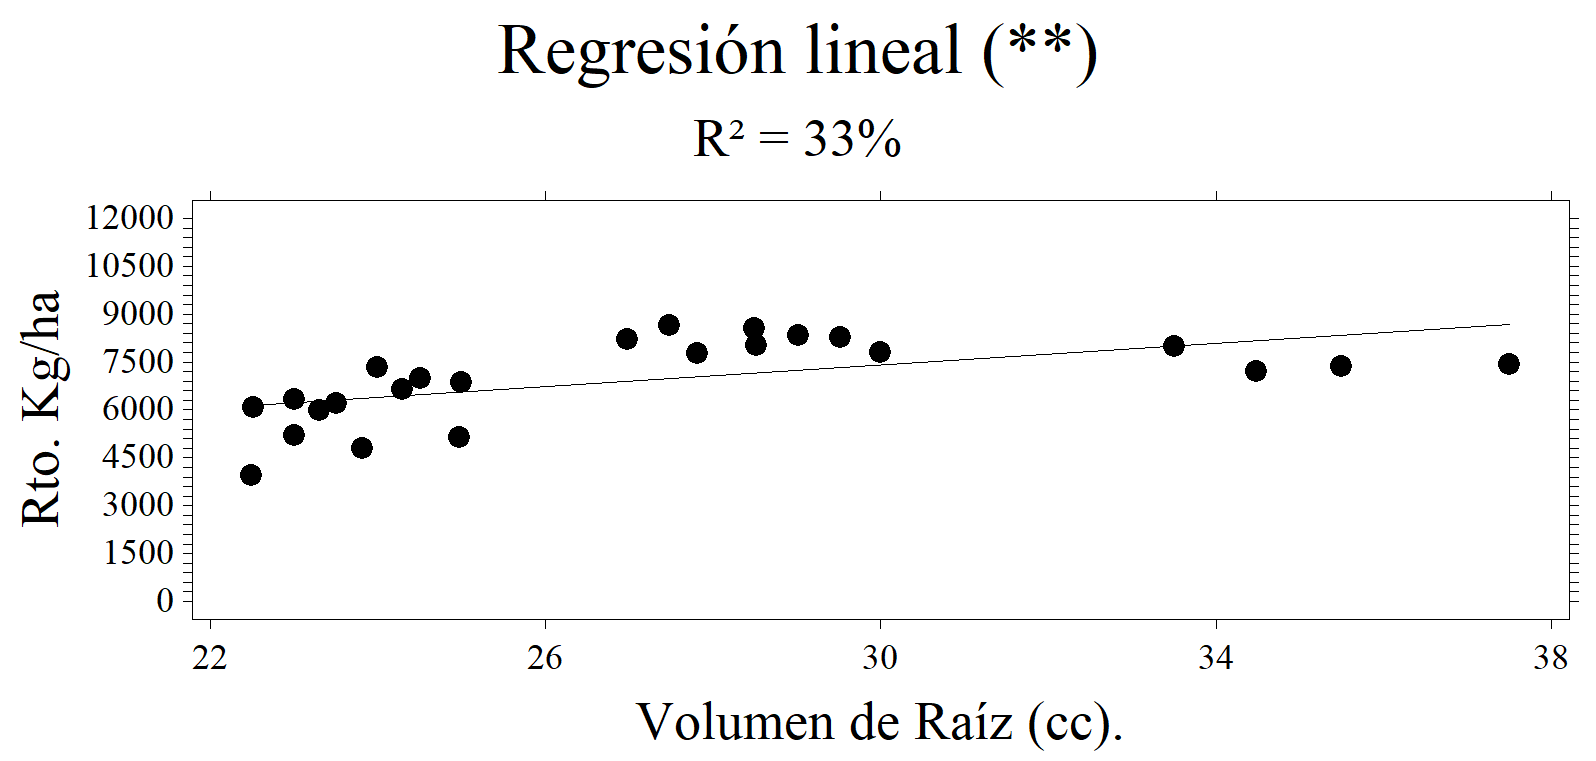 Regresión lineal (**)
R² = 33%
12000
10500
9000
7500
6000
4500
3000
1500
0
Rto. Kg/ha
22 26 30 34 38
Volumen de Raíz (cc).